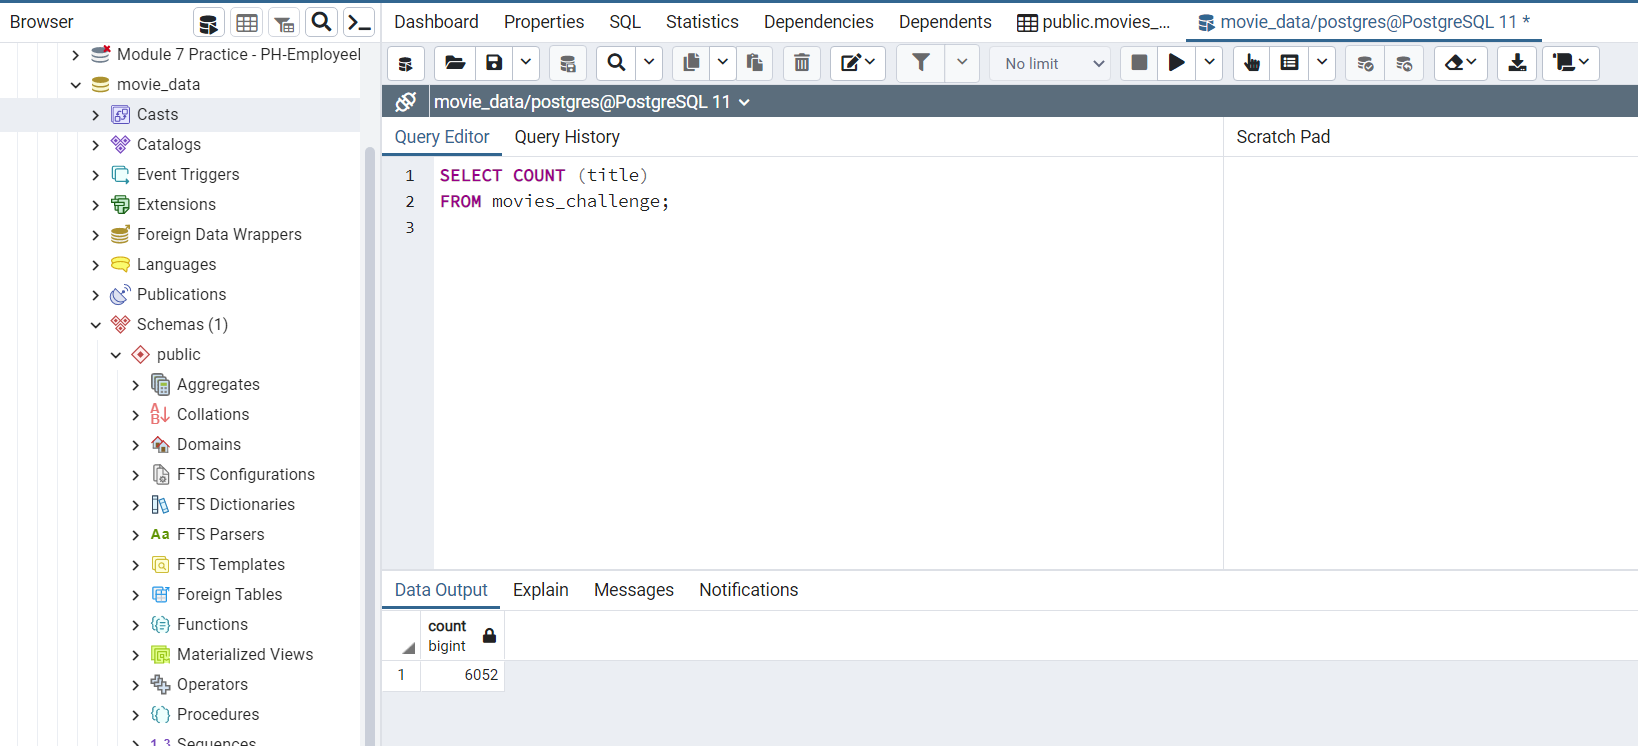 Browser
Dashboard Properties SQL Statistics Dependencies Dependents public.movies_... movie_data/postgres@PostgreSQL 11 *
Module 7 Practice - PH-Employee
movie_data
Casts
Catalogs
Event Triggers
Extensions
Foreign Data Wrappers
Languages
Publications
Schemas (1)
public
Aggregates
Collations
Domains
FTS Configurations
FTS Dictionaries
Aa FTS Parsers
FTS Templates
Foreign Tables
Functions
Materialized Views
Operators
Procedures
1..3 Sequences
No limit
movie_data/postgres@PostgreSQL 11
Query Editor Query History
Scratch Pad
1 SELECT COUNT (title)
2 FROM movies_challenge;
3
Data Output Explain Messages Notifications
count
bigint
1 6052